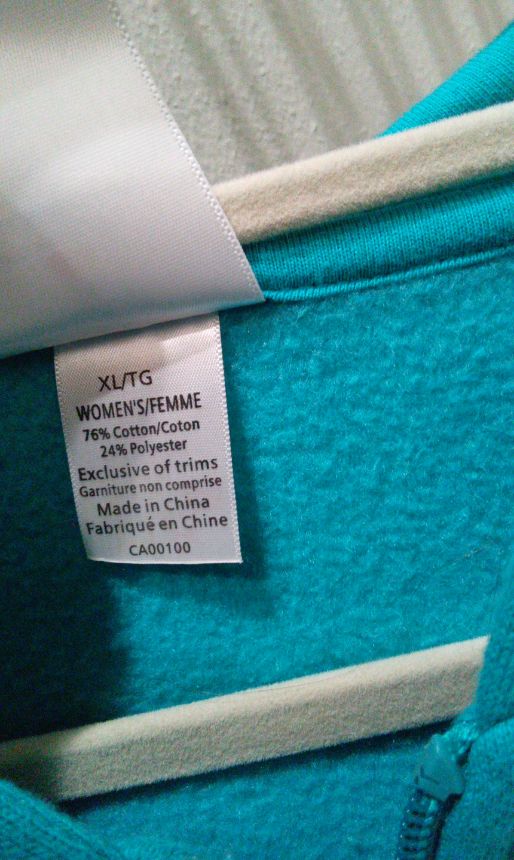 XL/TG
WOMEN'S/FEMME
76% Cotton/Coton
24% Polyester
Exclusive of trims
Garniture non comprise
Made in China
Fabriqué en Chine
CA00100